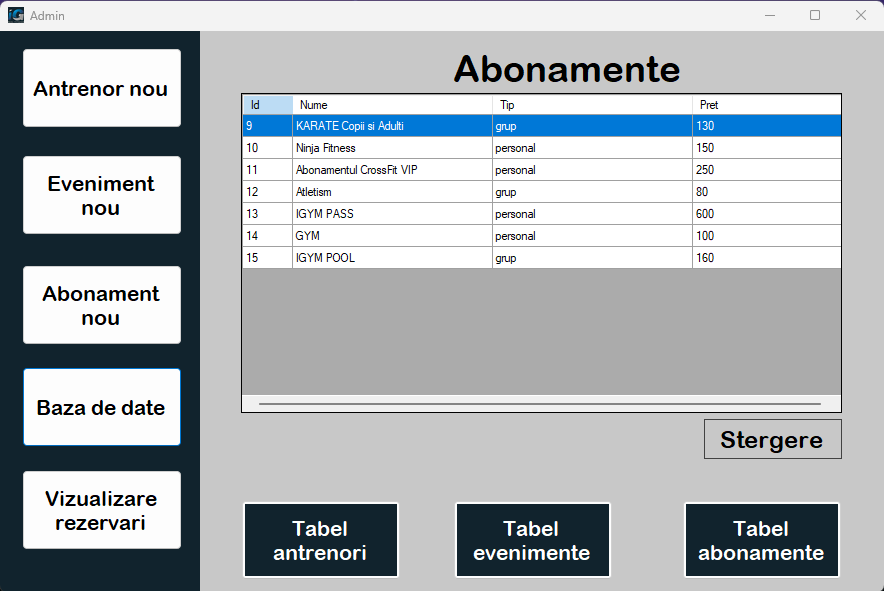 iG Admin
Antrenor nou
Eveniment
nou
Abonament
nou
Baza de date
Vizualizare
rezervari
Abonamente
Id Nume Tip Pret
9 KARATE Copii si Adulti grup 130
10 Ninja Fitness personal 150
11 Abonamentul CrossFit VIP personal 250
12 Atletism grup 80
13 IGYM PASS personal 600
14 GYM personal 100
15 IGYM POOL grup 160
Stergere
Tabel
antrenori
Tabel
evenimente
Tabel
abonamente